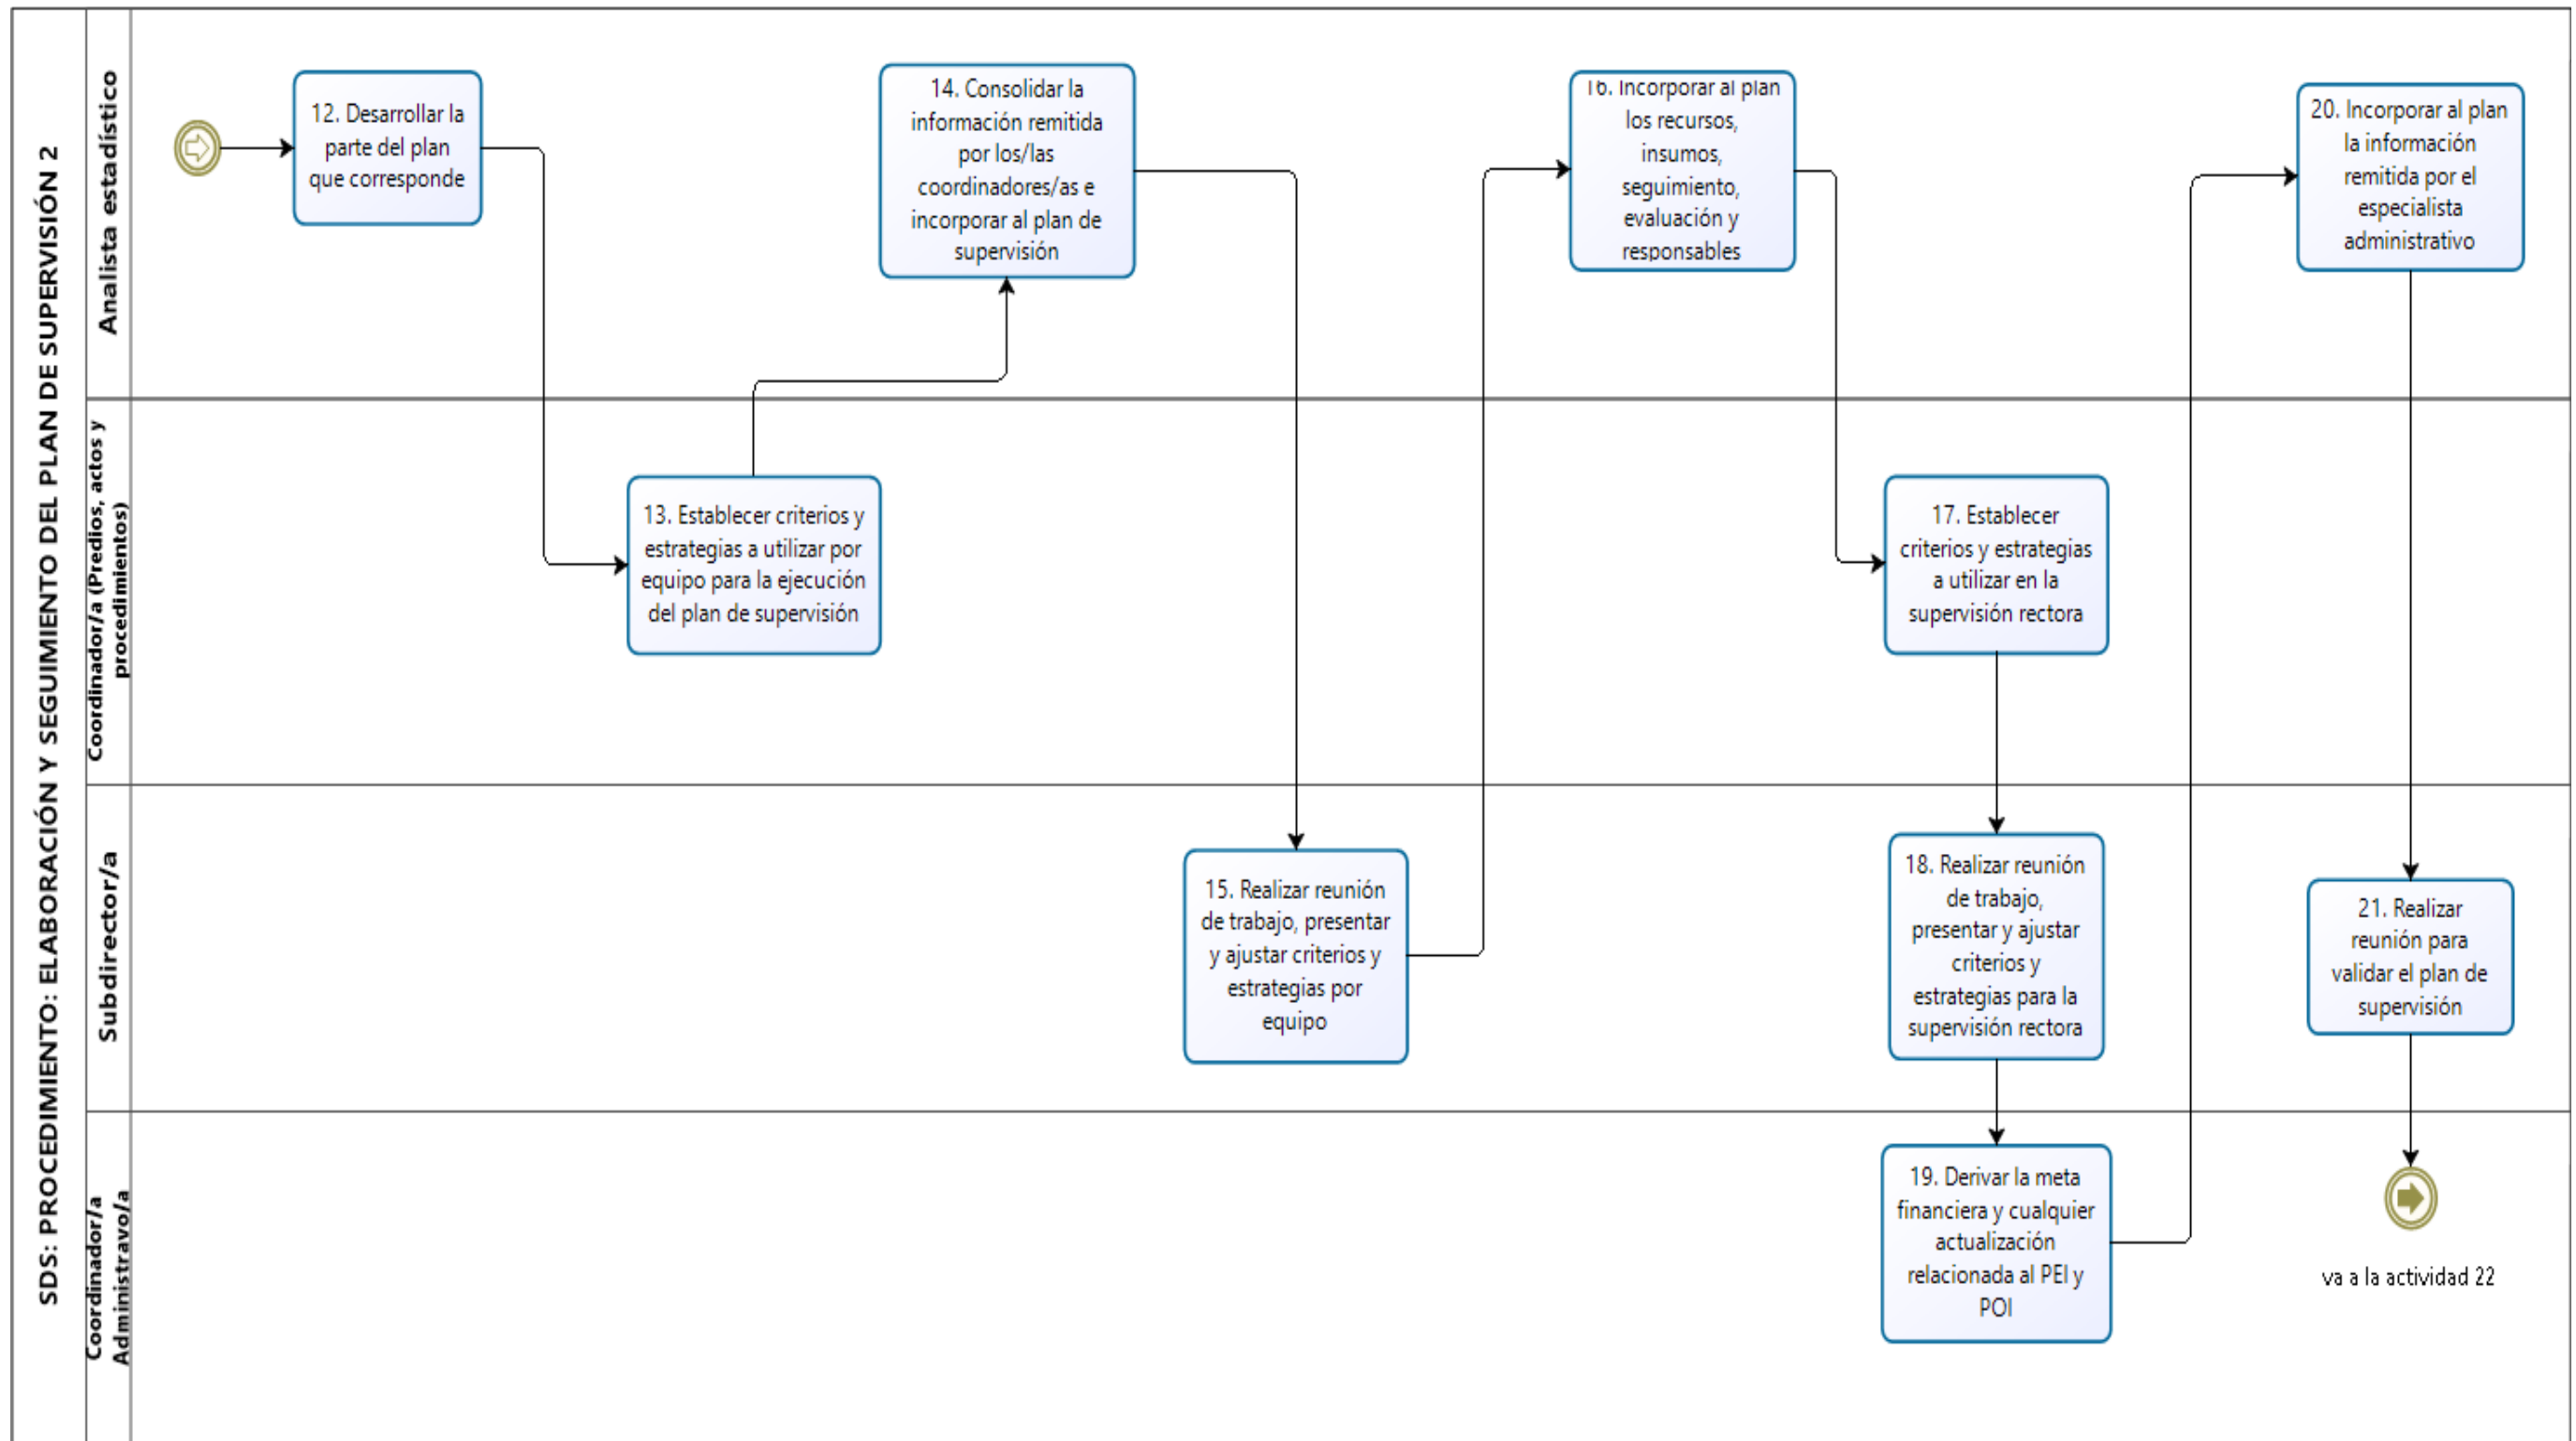 SDS: PROCEDIMIENTO: ELABORACIÓN Y SEGUIMIENTO DEL PLAN DE SUPERVISIÓN 2
Analista estadístico
12. Desarrollar la
parte del plan
que corresponde
14. Consolidar la
información remitida
por los/las
coordinadores/as e
incorporar al plan de
supervisión
16. Incorporar al plan
los recursos,
insumos,
seguimiento,
evaluación y
responsables
20. Incorporar al plan
la información
remitida por el
especialista
administrativo
Coordinador/a (Predios, actos y
procedimientos)
13. Establecer criterios y
estrategias a utilizar por
equipo para la ejecución
del plan de supervisión
17. Establecer
criterios y estrategias
a utilizar en la
supervisión rectora
Subdirector/a
15. Realizar reunión
de trabajo, presentar
y ajustar criterios y
estrategias por
equipo
18. Realizar reunión
de trabajo,
presentar y ajustar
criterios y
estrategias para la
supervisión rectora
21. Realizar
reunión para
validar el plan de
supervisión
Coordinador/a
Administravo/a
19. Derivar la meta
financiera y cualquier
actualización
relacionada al PEI y
POI
va a la actividad 22